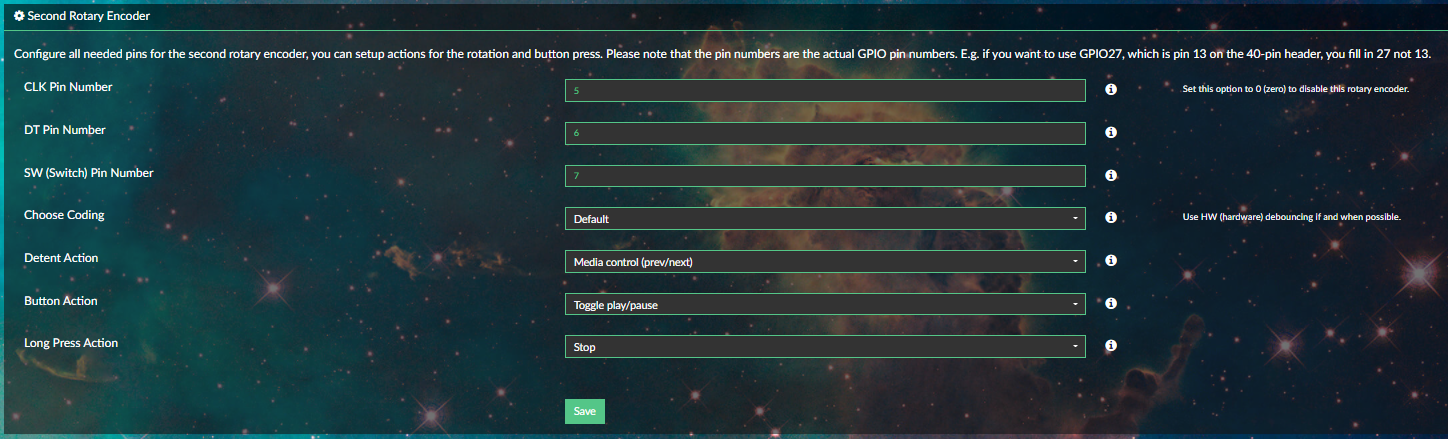 Second Rotary Encoder
Configure all needed pins for the second rotary encoder, you can setup actions for the rotation and button press. Please note that the pin numbers are the actual GPIO pin numbers. E.g. if you want to use GPIO27, which is pin 13 on the 40-pin header, you fill in 27 not 13.
CLK Pin Number 5 Set this option to 0 (zero) to disable this rotary encoder.
DT Pin Number 6
SW (Switch) Pin Number 7
Choose Coding Default Use HW (hardware) debouncing if and when possible.
Detent Action Media control (prev/next)
Button Action Toggle play/pause
Long Press Action Stop
Save